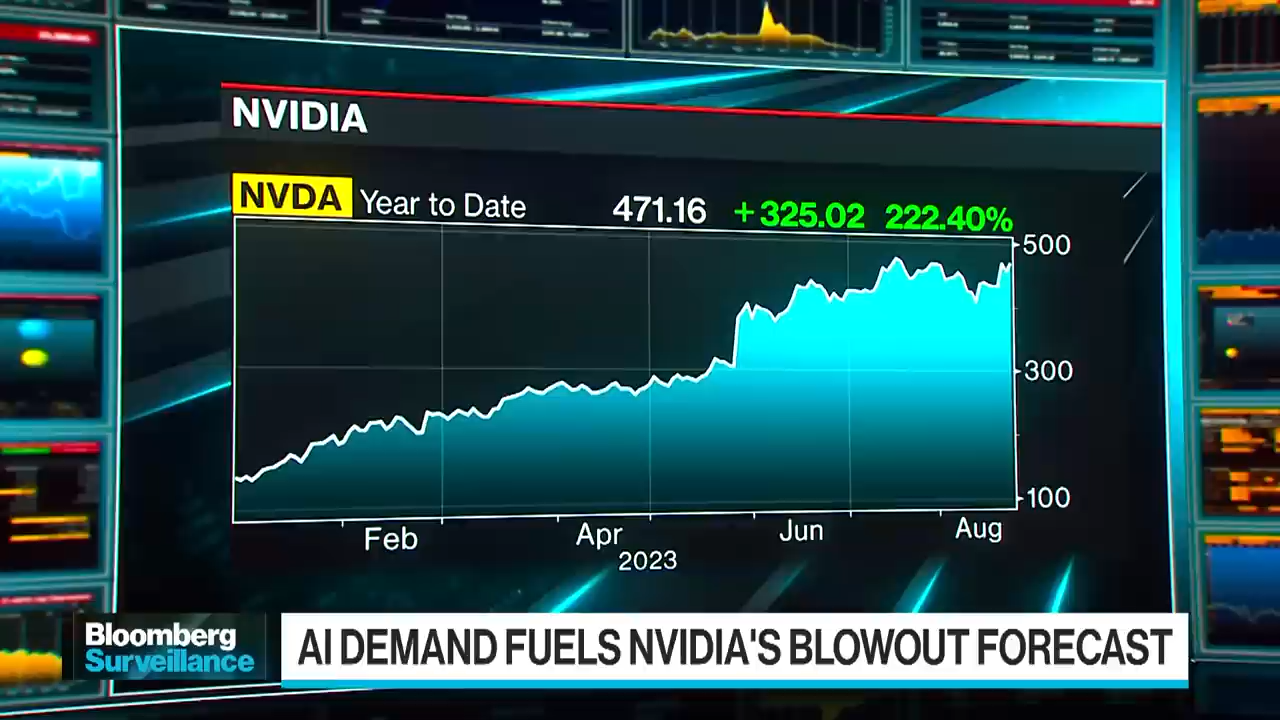 NVIDIA
NVDA Year to Date 471.16 +325.02 222.40%
500
300
100
Feb Apr Jun Aug
2023
Bloomberg
Surveillance
AI DEMAND FUELS NVIDIA'S BLOWOUT FORECAST